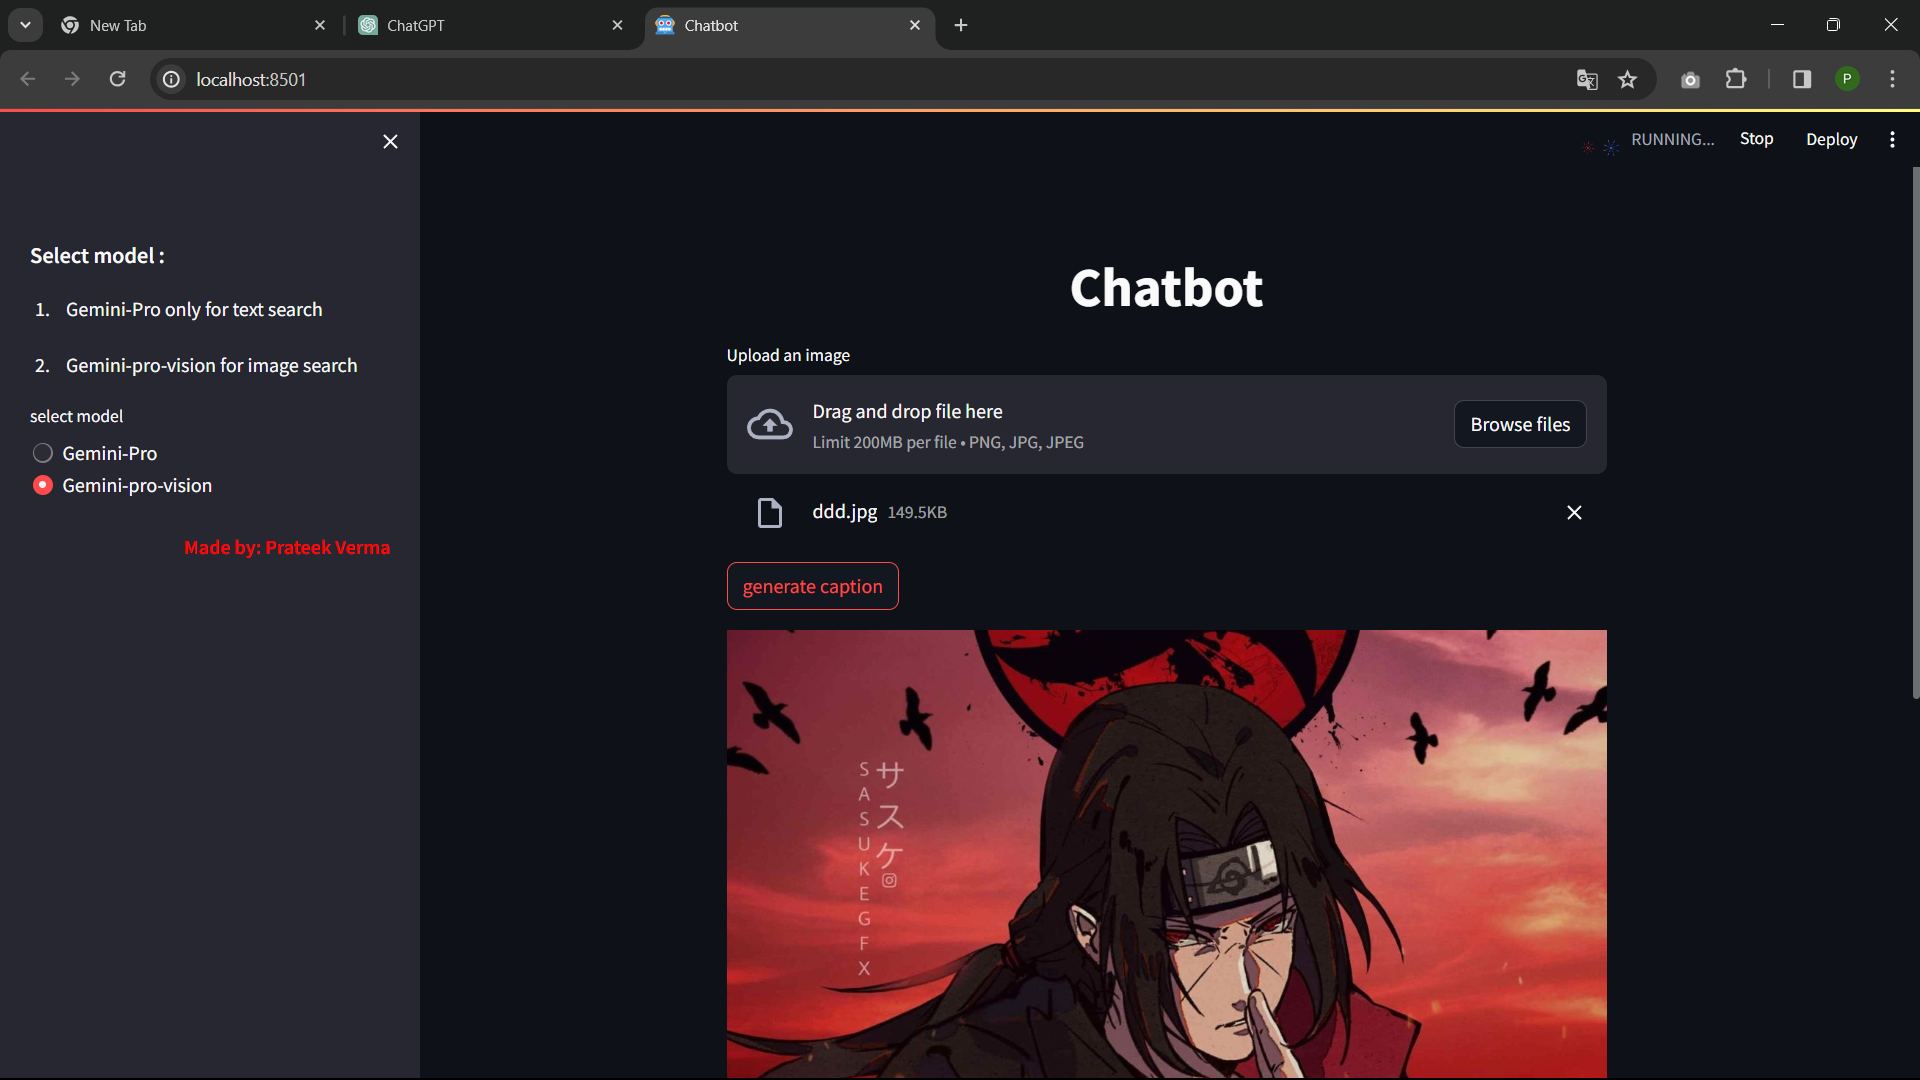 New Tab
ChatGPT
Chatbot
localhost:8501
P
RUNNING...
Stop
Deploy
Select model :
1. Gemini-Pro only for text search
2. Gemini-pro-vision for image search
select model
Gemini-Pro
Gemini-pro-vision
Made by: Prateek Verma
Chatbot
Upload an image
Drag and drop file here
Limit 200MB per file • PNG, JPG, JPEG
Browse files
ddd.jpg 149.5KB
generate caption
サスケ
SASUKEGFX